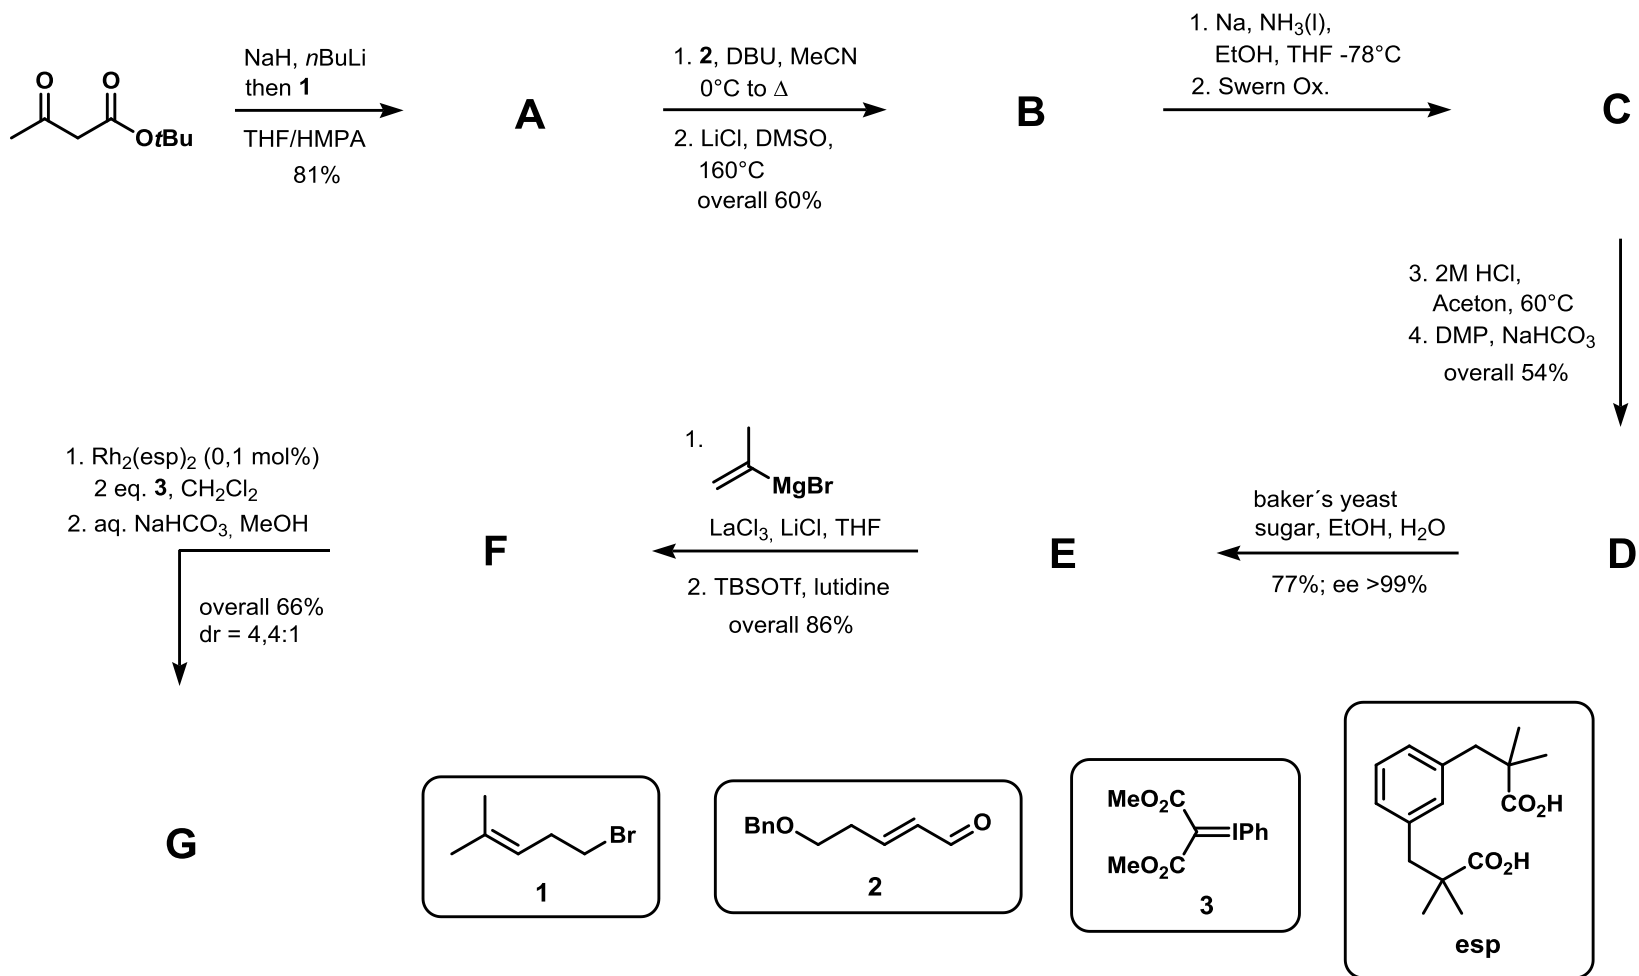 O
O
OtBu
NaH, nBuLi
then 1
THF/HMPA
81%
A
1. 2, DBU, MeCN
0°C to Δ
2. LiCl, DMSO,
160°C
overall 60%
B
1. Na, NH₃(l),
EtOH, THF -78°C
2. Swern Ox.
C
3. 2M HCl,
Aceton, 60°C
4. DMP, NaHCO₃
overall 54%
D
baker´s yeast
sugar, EtOH, H₂O
77%; ee >99%
E
1.
MgBr
LaCl₃, LiCl, THF
2. TBSOTf, lutidine
overall 86%
F
1. Rh₂(esp)₂ (0,1 mol%)
2 eq. 3, CH₂Cl₂
2. aq. NaHCO₃, MeOH
overall 66%
dr = 4,4:1
G
Br
1
BnO
O
2
MeO₂C
IPh
MeO₂C
3
CO₂H
CO₂H
esp